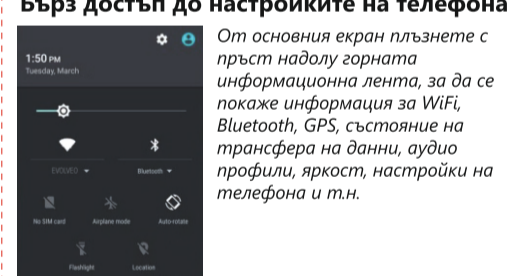 Бърз достъп до настройките на телефона
От основния екран плъзнете с
пръст надолу горната
информационна лента, за да се
покаже информация за WiFi,
Bluetooth, GPS, състояние на
трансфера на данни, аудио
профили, яркост, настройки на
телефона и т.н.
1:50 PM
Tuesday, March
EVOLVEO
Bluetooth
No SIM card
Airplane mode
Auto-rotate
Flashlight
Location